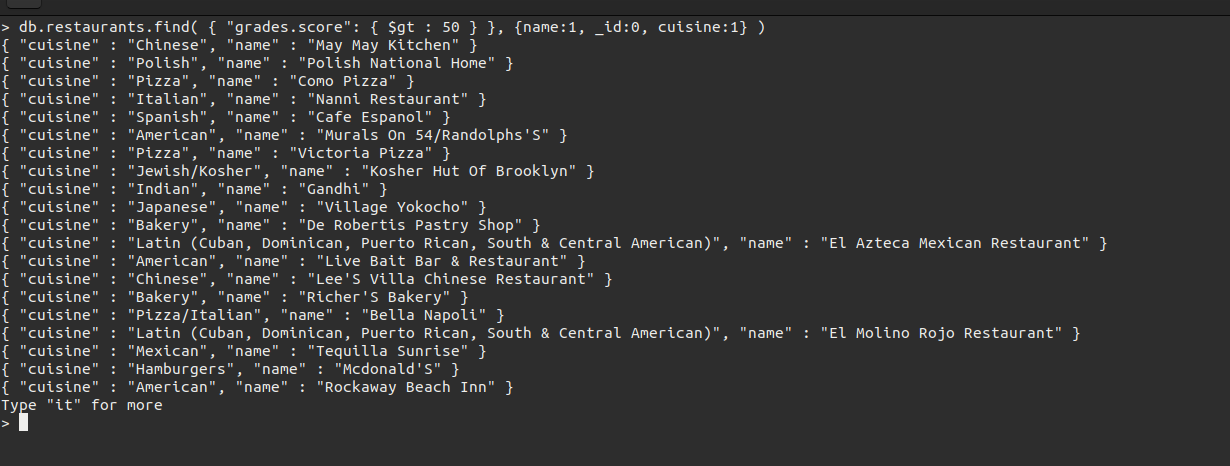 > db.restaurants.find( { "grades.score": { $gt : 50 } }, {name:1, _id:0, cuisine:1} )
{ "cuisine" : "Chinese", "name" : "May May Kitchen" }
{ "cuisine" : "Polish", "name" : "Polish National Home" }
{ "cuisine" : "Pizza", "name" : "Como Pizza" }
{ "cuisine" : "Italian", "name" : "Nanni Restaurant" }
{ "cuisine" : "Spanish", "name" : "Cafe Espanol" }
{ "cuisine" : "American", "name" : "Murals On 54/Randolphs'S" }
{ "cuisine" : "Pizza", "name" : "Victoria Pizza" }
{ "cuisine" : "Jewish/Kosher", "name" : "Kosher Hut Of Brooklyn" }
{ "cuisine" : "Indian", "name" : "Gandhi" }
{ "cuisine" : "Japanese", "name" : "Village Yokocho" }
{ "cuisine" : "Bakery", "name" : "De Robertis Pastry Shop" }
{ "cuisine" : "Latin (Cuban, Dominican, Puerto Rican, South & Central American)", "name" : "El Azteca Mexican Restaurant" }
{ "cuisine" : "American", "name" : "Live Bait Bar & Restaurant" }
{ "cuisine" : "Chinese", "name" : "Lee'S Villa Chinese Restaurant" }
{ "cuisine" : "Bakery", "name" : "Richer'S Bakery" }
{ "cuisine" : "Pizza/Italian", "name" : "Bella Napoli" }
{ "cuisine" : "Latin (Cuban, Dominican, Puerto Rican, South & Central American)", "name" : "El Molino Rojo Restaurant" }
{ "cuisine" : "Mexican", "name" : "Tequilla Sunrise" }
{ "cuisine" : "Hamburgers", "name" : "Mcdonald'S" }
{ "cuisine" : "American", "name" : "Rockaway Beach Inn" }
Type "it" for more
>